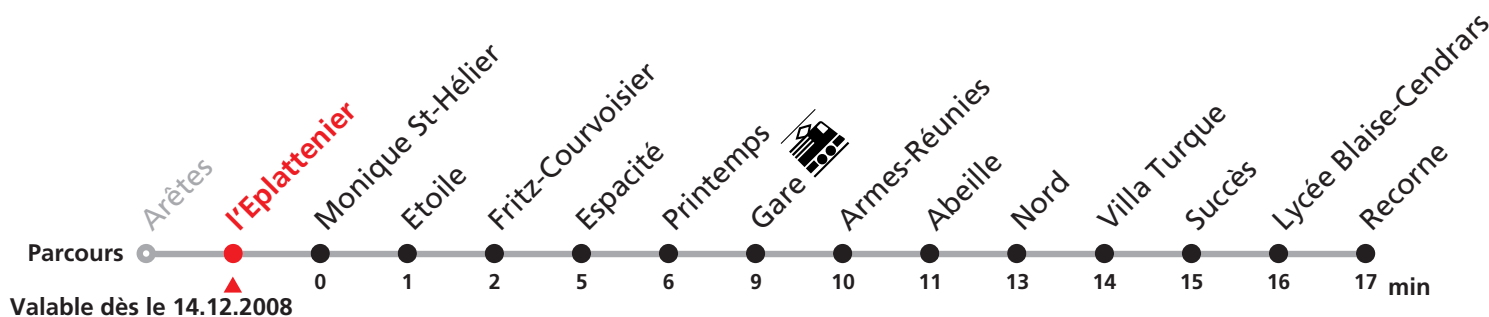 Arêtes
l'Eplattenier
Monique St-Hélier
Etoile
Fritz-Courvoisier
Espacité
Printemps
Gare
Armes-Réunies
Abeille
Nord
Villa Turque
Succès
Lycée Blaise-Cendrars
Recorne
Parcours
0 1 2 5 6 9 10 11 13 14 15 16 17 min
Valable dès le 14.12.2008